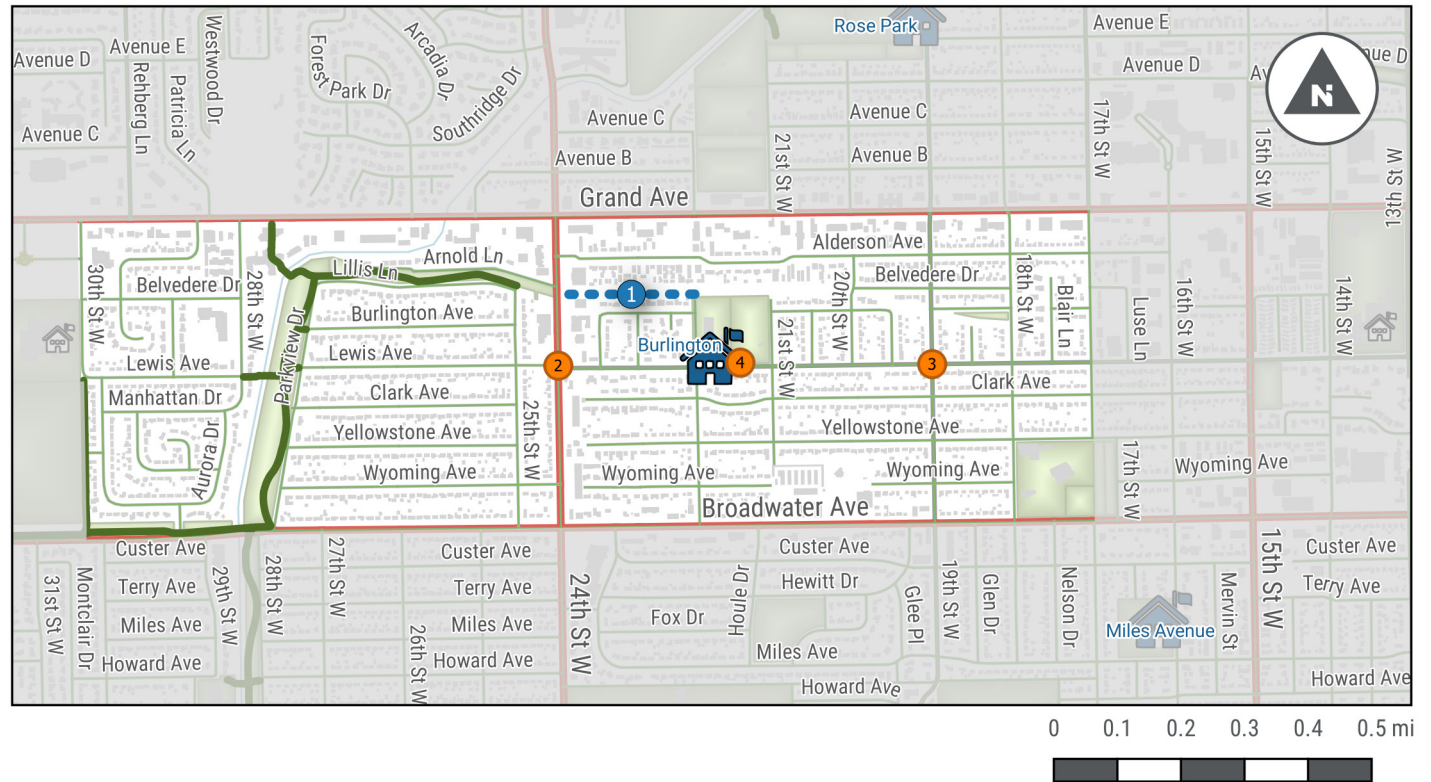 Rose Park
Avenue E
Avenue D
Avenue E
Avenue D
Rehberg Ln
Patricia Ln
Westwood Dr
Forest Park Dr
Arcadia Dr
Southridge Dr
Avenue C
Avenue C
Avenue C
Avenue B
Avenue B
21st St W
17th St W
15th St W
13th St W
N
Grand Ave
Alderson Ave
Arnold Ln
Lillis Ln
Belvedere Dr
Belvedere Dr
30th St W
28th St W
20th St W
18th St W
Blair Ln
Luse Ln
16th St W
14th St W
1
Burlington Ave
Burlington
Lewis Ave
Lewis Ave
Parkview Dr
21st St W
2
4
3
Manhattan Dr
Clark Ave
Clark Ave
25th St W
Yellowstone Ave
Yellowstone Ave
Aurora Dr
Wyoming Ave
Wyoming Ave
Wyoming Ave
Wyoming Ave
17th St W
Broadwater Ave
Custer Ave
Custer Ave
Custer Ave
Custer Ave
31st St W
Montclair Dr
Terry Ave
29th St W
28th St W
27th St W
Terry Ave
24th St W
Hewitt Dr
Houle Dr
Fox Dr
Glee Pl
19th St W
Glen Dr
Nelson Dr
Mervin St
15th St W
Terry Ave
Miles Ave
Miles Ave
Miles Ave
Miles Avenue
26th St W
Howard Ave
Howard Ave
Howard Ave
Howard Ave
0 0.1 0.2 0.3 0.4 0.5 mi